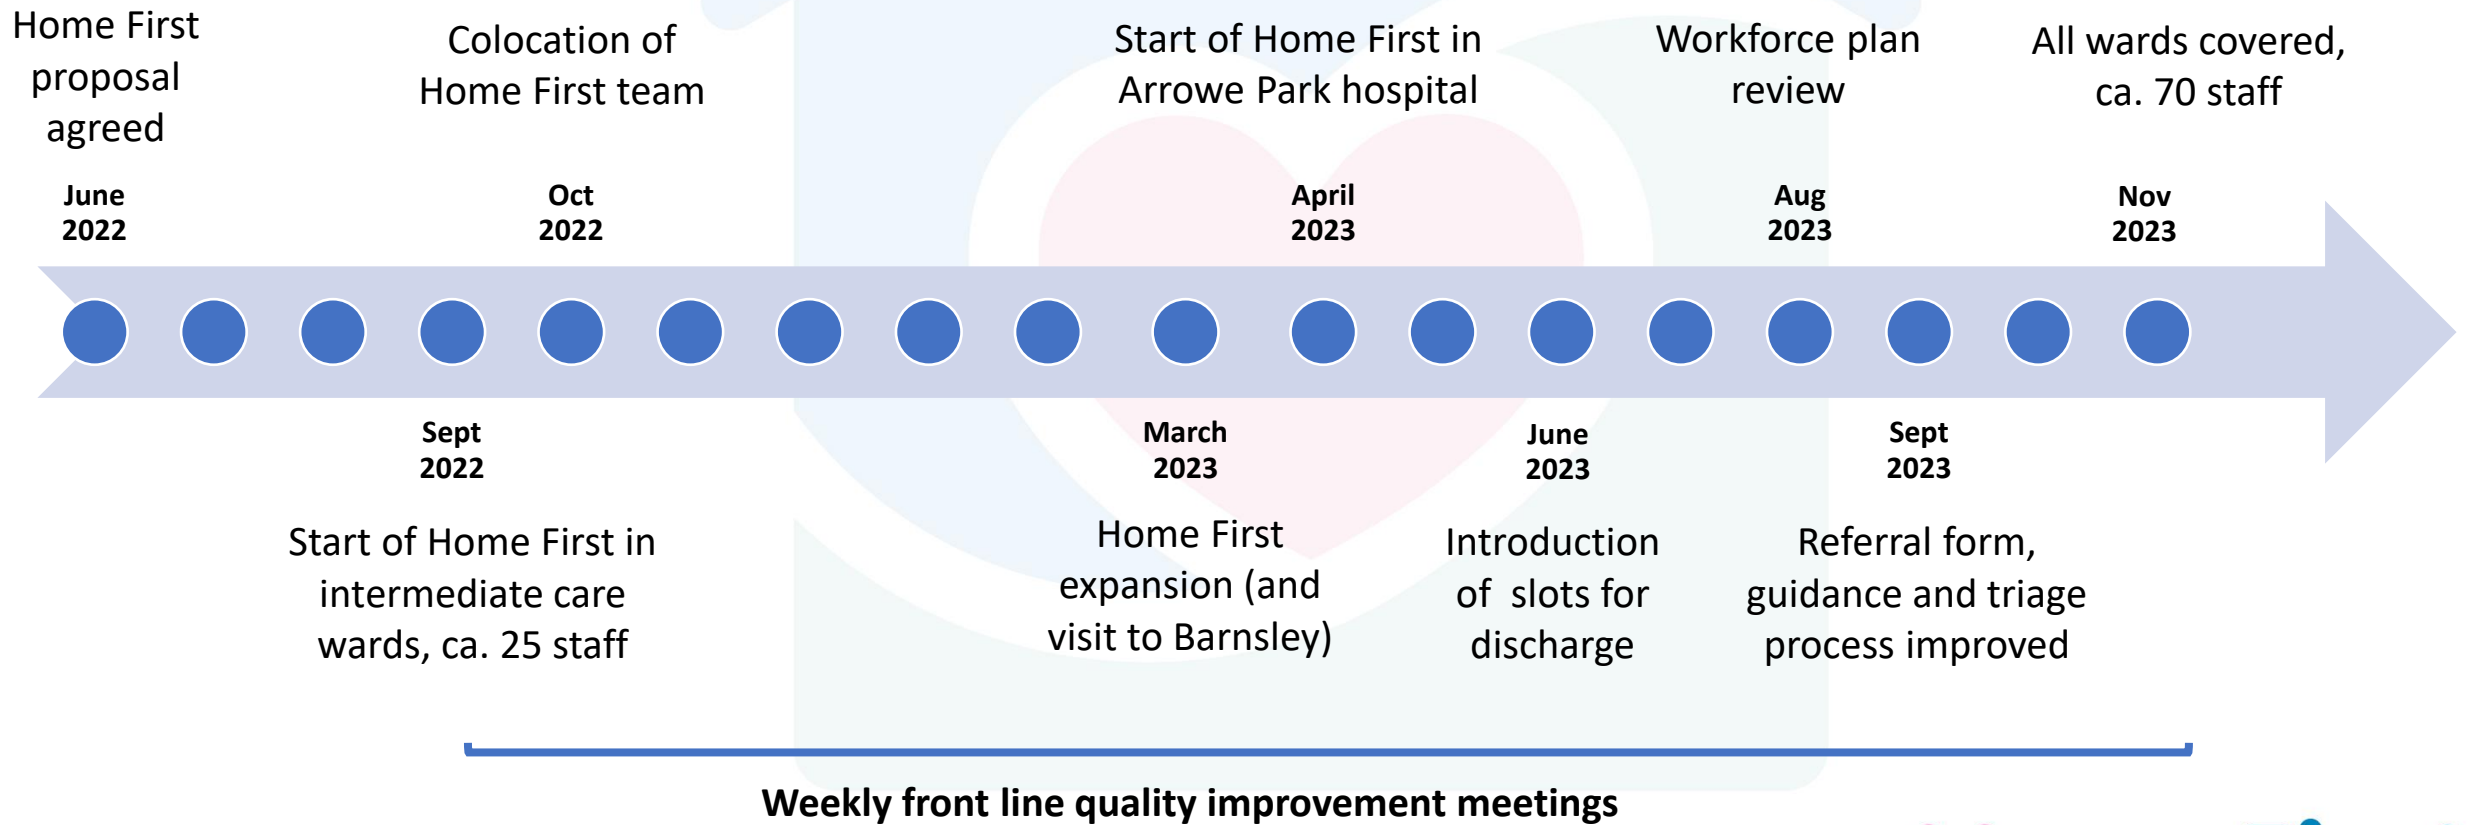 Home First
proposal
agreed
June
2022
Colocation of
Home First team
Oct
2022
Start of Home First in
Arrowe Park hospital
April
2023
Workforce plan
review
Aug
2023
All wards covered,
ca. 70 staff
Nov
2023
Sept
2022
Start of Home First in
intermediate care
wards, ca. 25 staff
March
2023
Home First
expansion (and
visit to Barnsley)
June
2023
Introduction
of slots for
discharge
Sept
2023
Referral form,
guidance and triage
process improved
Weekly front line quality improvement meetings